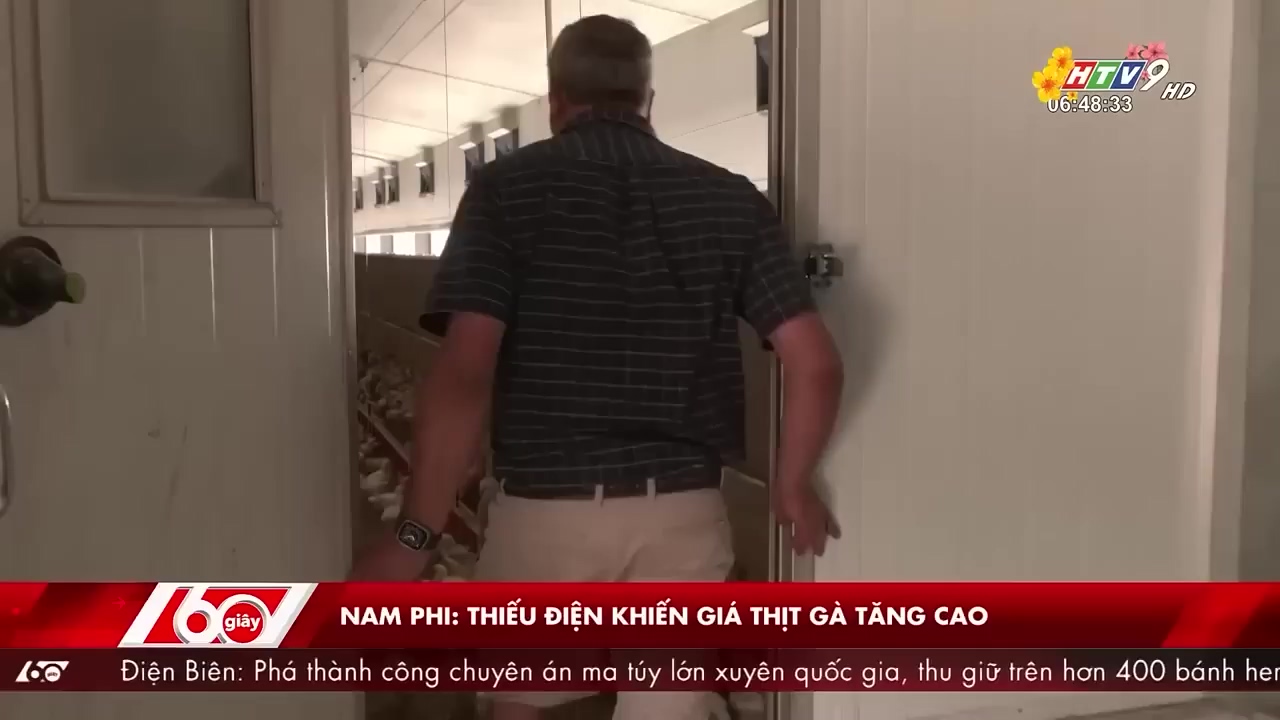 HTV9 HD
06:48:33
60 giây
NAM PHI: THIẾU ĐIỆN KHIẾN GIÁ THỊT GÀ TĂNG CAO
60 giây Điện Biên: Phá thành công chuyên án ma túy lớn xuyên quốc gia, thu giữ trên hơn 400 bánh her